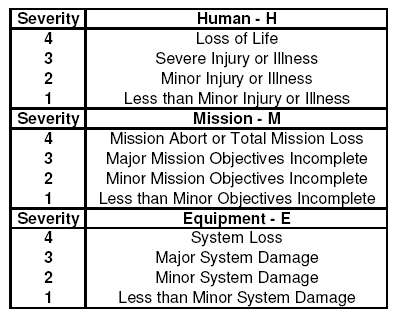 Severity Human - H
4 Loss of Life
3 Severe Injury or Illness
2 Minor Injury or Illness
1 Less than Minor Injury or Illness
Severity Mission - M
4 Mission Abort or Total Mission Loss
3 Major Mission Objectives Incomplete
2 Minor Mission Objectives Incomplete
1 Less than Minor Objectives Incomplete
Severity Equipment - E
4 System Loss
3 Major System Damage
2 Minor System Damage
1 Less than Minor System Damage